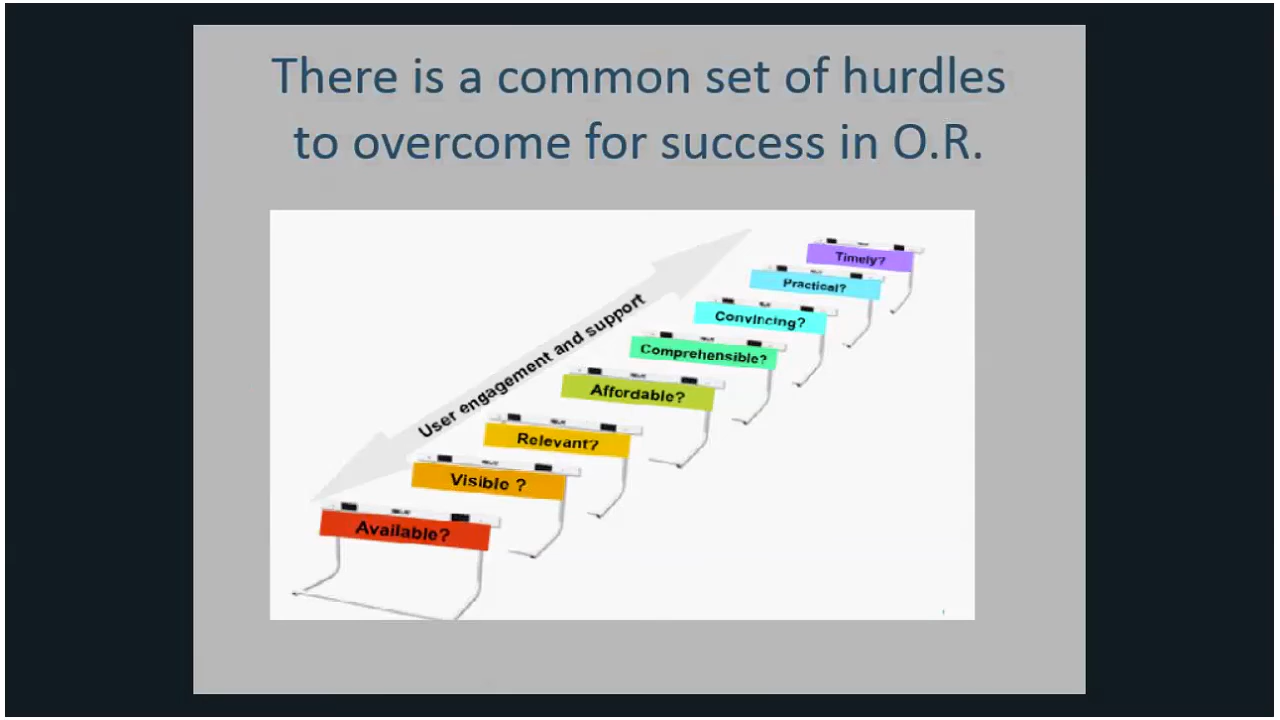 There is a common set of hurdles
to overcome for success in O.R.
Timely?
Practical?
Convincing?
Comprehensible?
Affordable?
Relevant?
Visible ?
Available?
User engagement and support